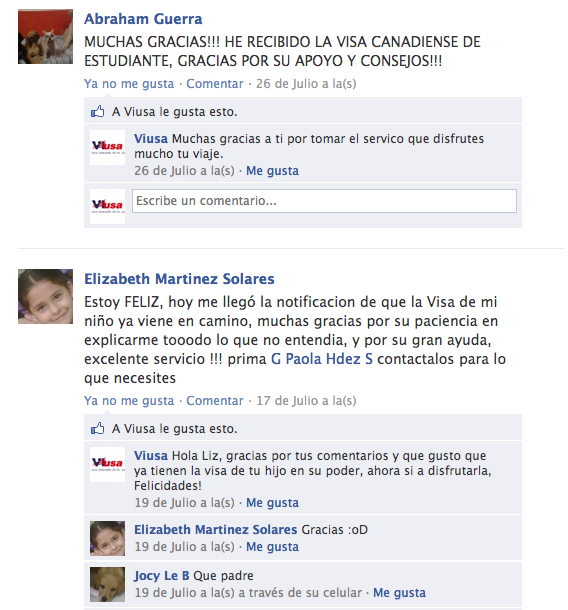 Abraham Guerra
MUCHAS GRACIAS!!! HE RECIBIDO LA VISA CANADIENSE DE
ESTUDIANTE, GRACIAS POR SU APOYO Y CONSEJOS!!!
Ya no me gusta · Comentar · 26 de Julio a la(s)
A Viusa le gusta esto.
Viusa Muchas gracias a ti por tomar el servico que disfrutes
mucho tu viaje.
26 de Julio a la(s) · Me gusta
Viusa
Viusa
Escribe un comentario...
Elizabeth Martinez Solares
Estoy FELIZ, hoy me llegó la notificacion de que la Visa de mi
niño ya viene en camino, muchas gracias por su paciencia en
explicarme tooodo lo que no entendia, y por su gran ayuda,
excelente servicio !!! prima G Paola Hdez S contactalos para lo
que necesites
Ya no me gusta · Comentar · 17 de Julio a la(s)
A Viusa le gusta esto.
Viusa
Viusa Hola Liz, gracias por tus comentarios y que gusto que
ya tienen la visa de tu hijo en su poder, ahora si a disfrutarla,
Felicidades!
19 de Julio a la(s) · Me gusta
Elizabeth Martinez Solares Gracias :oD
19 de Julio a la(s) · Me gusta
Jocy Le B Que padre
19 de Julio a la(s) a través de su celular · Me gusta